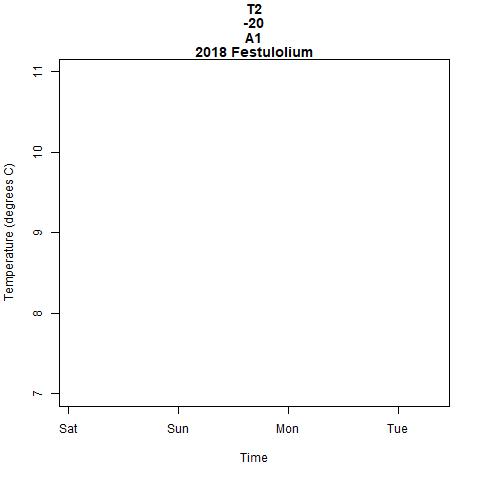 T2
-20
A1
2018 Festulolium
Temperature (degrees C)
11
10
9
8
7
Sat Sun Mon Tue
Time